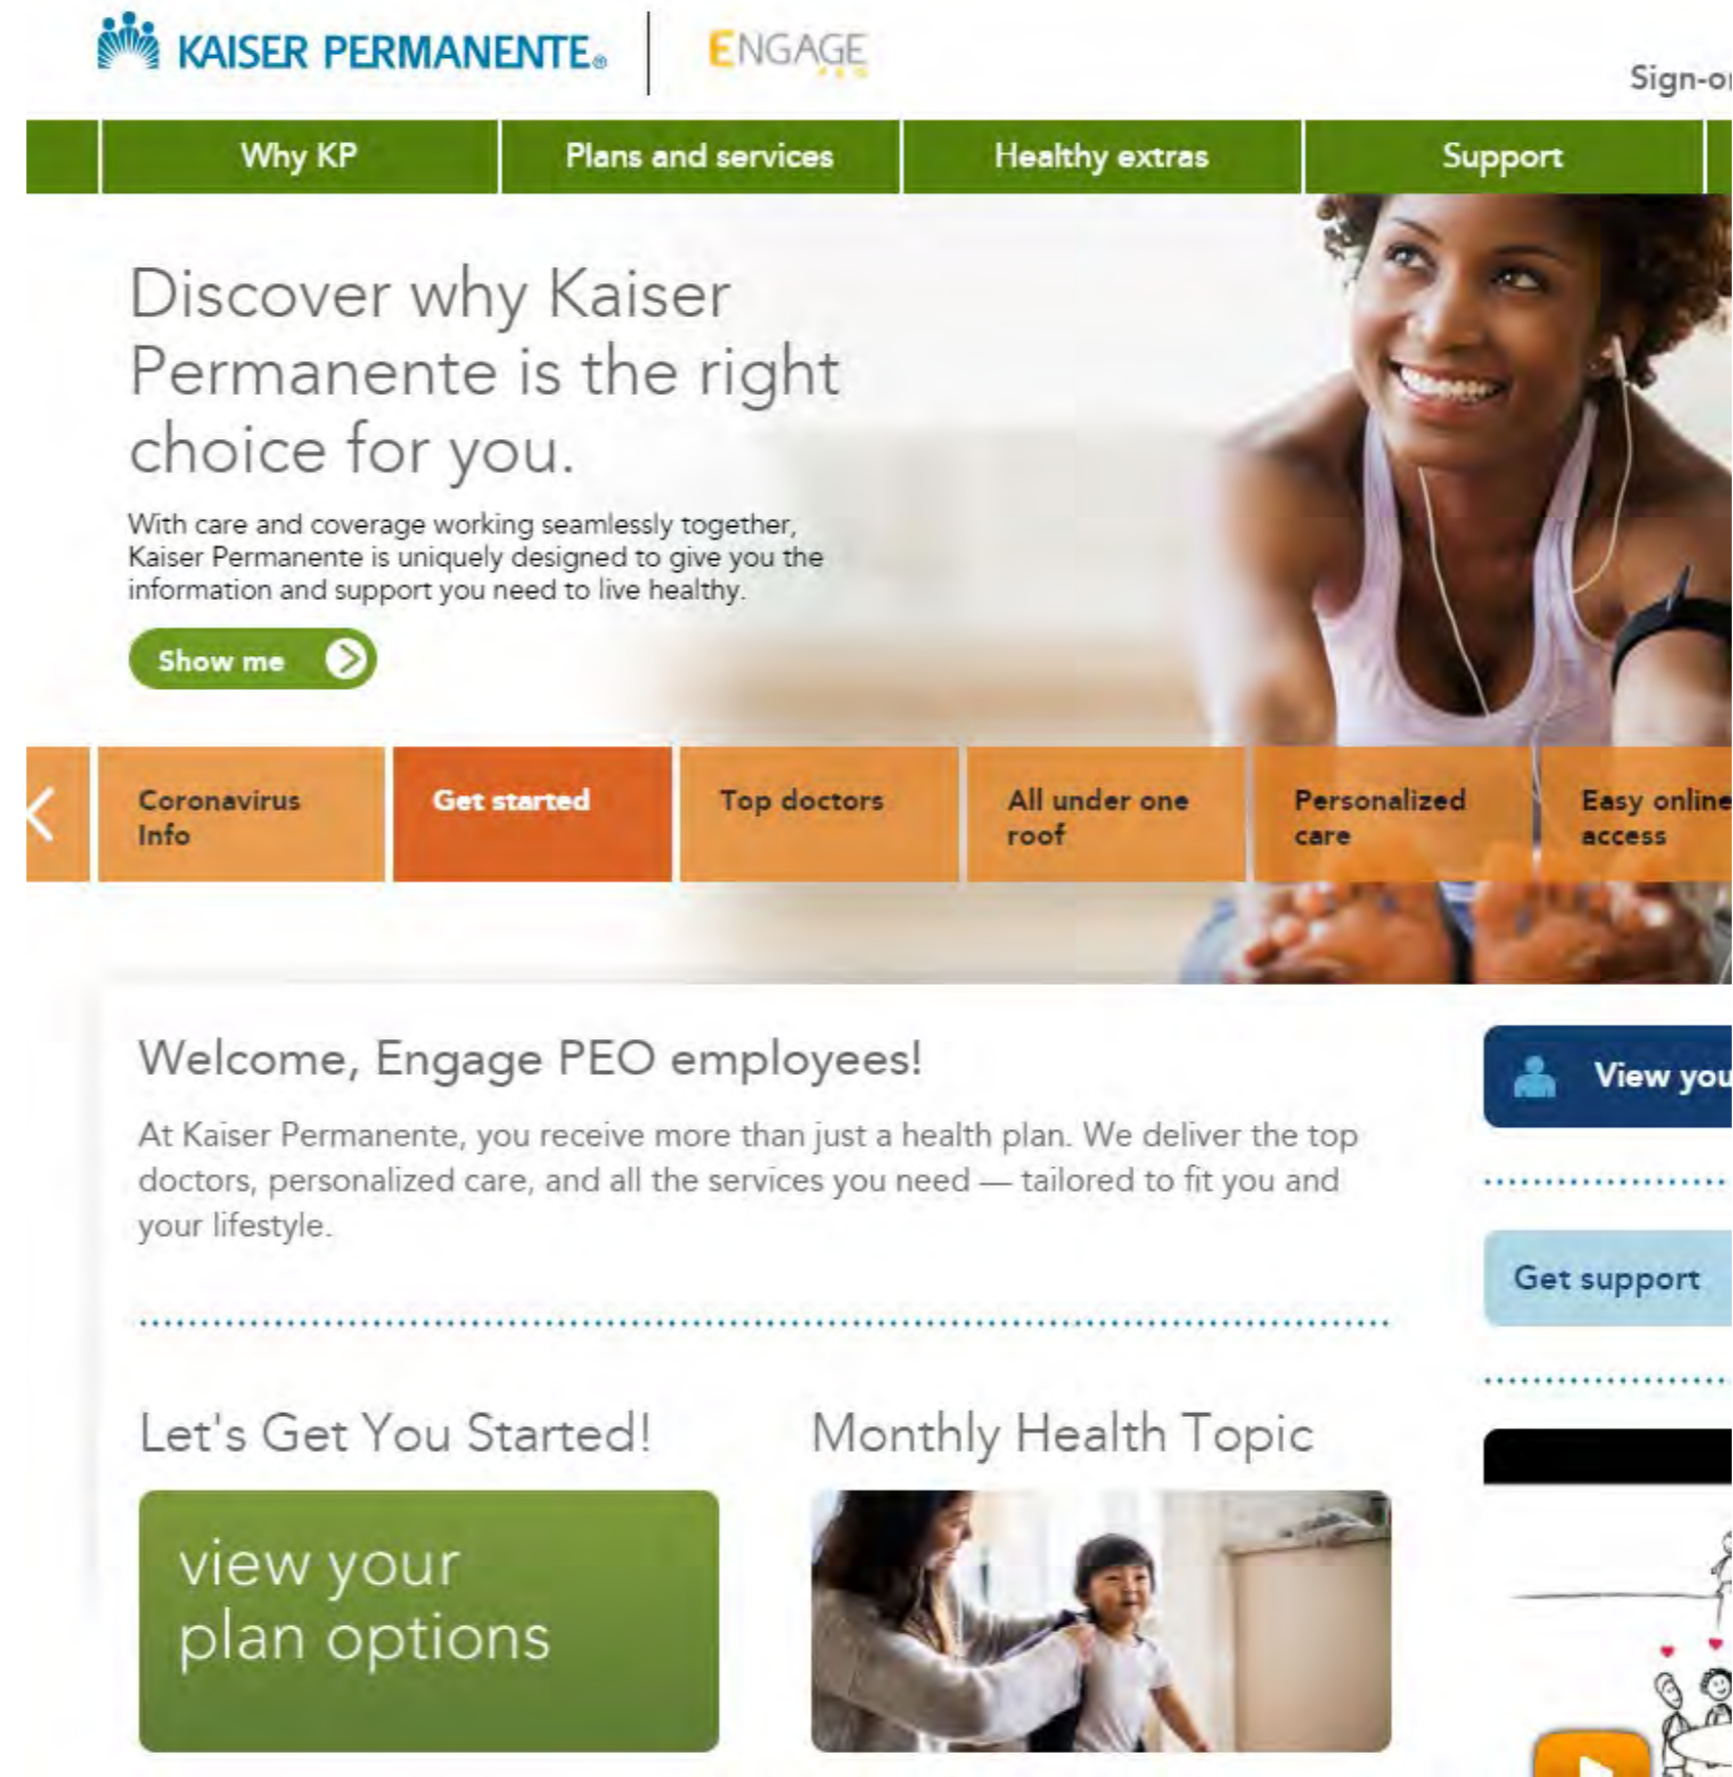 KAISER PERMANENTE®
ENGAGE
PEO
Why KP
Plans and services
Healthy extras
Support
Discover why Kaiser
Permanente is the right
choice for you.
With care and coverage working seamlessly together,
Kaiser Permanente is uniquely designed to give you the
information and support you need to live healthy.
Show me
Coronavirus
Info
Get started
Top doctors
All under one
roof
Personalized
care
Easy online
access
Welcome, Engage PEO employees!
At Kaiser Permanente, you receive more than just a health plan. We deliver the top
doctors, personalized care, and all the services you need — tailored to fit you and
your lifestyle.
View
Get support
Let's Get You Started!
Monthly Health Topic
view your
plan options